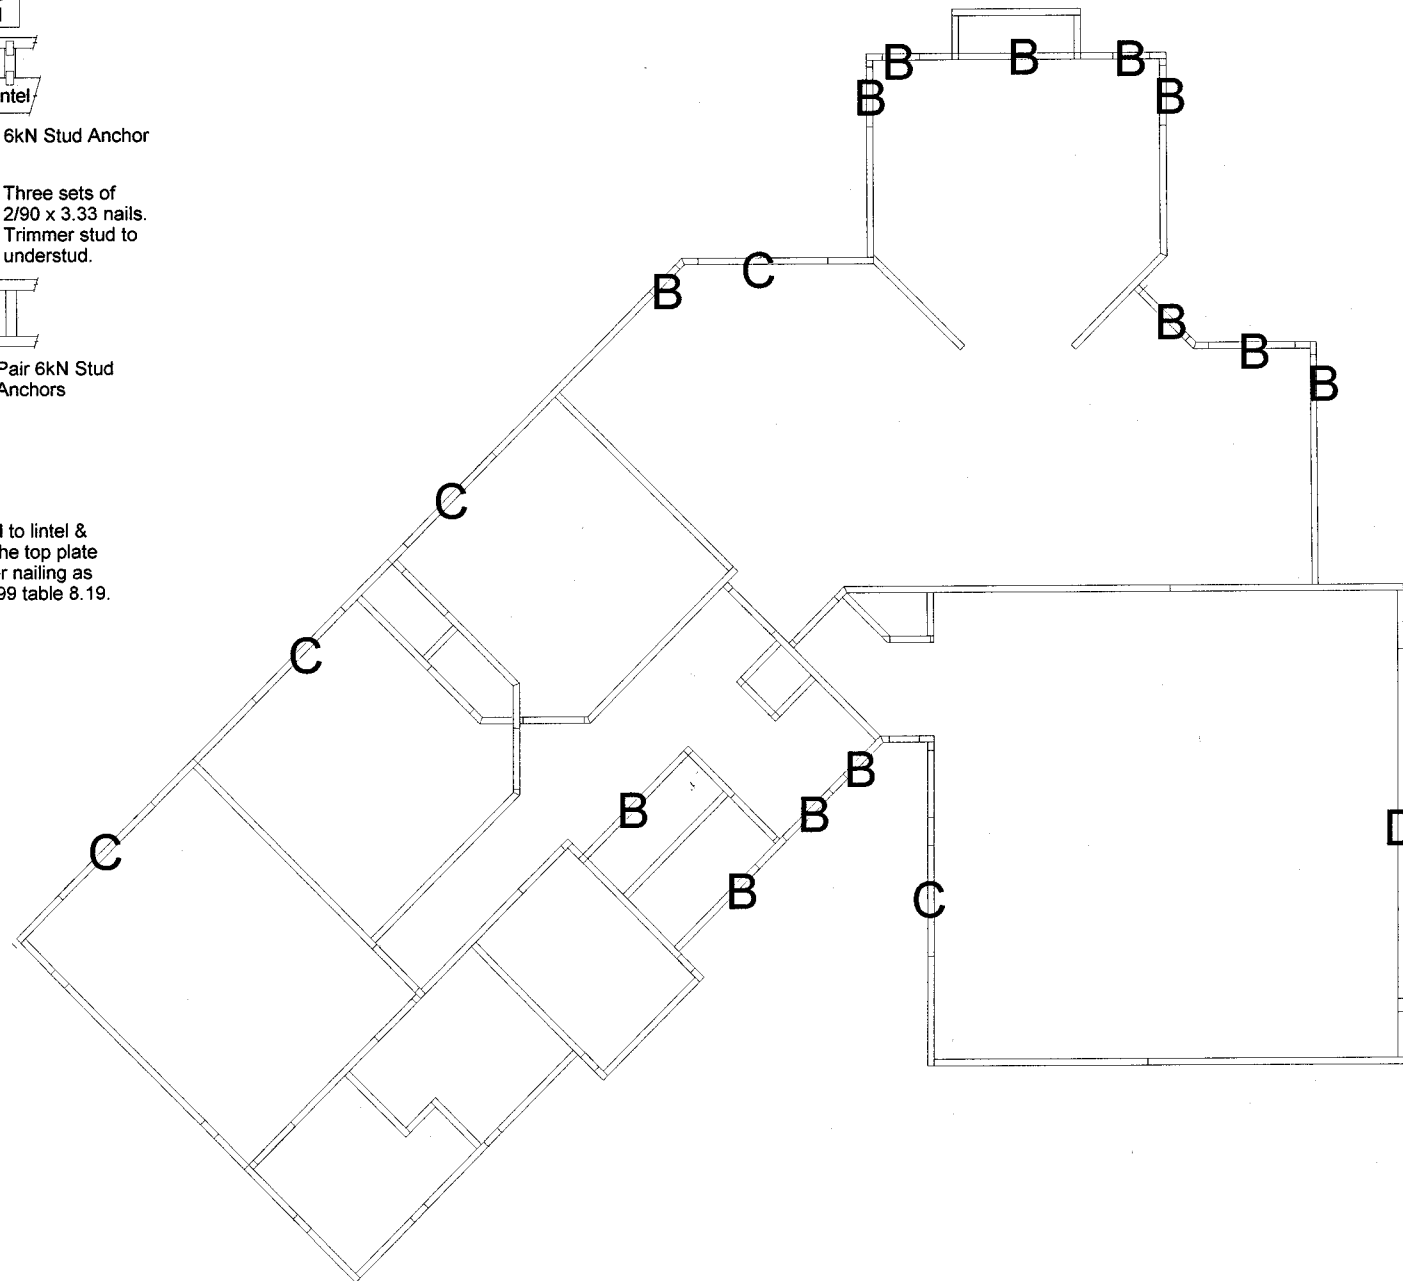 ntel
6kN Stud Anchor
Three sets of
2/90 x 3.33 nails.
Trimmer stud to
understud.
Pair 6kN Stud
Anchors
to lintel &
he top plate
r nailing as
99 table 8.19.
B B B
B B
B C
B
B
B
C
C
B
B
B
C
B
C
D